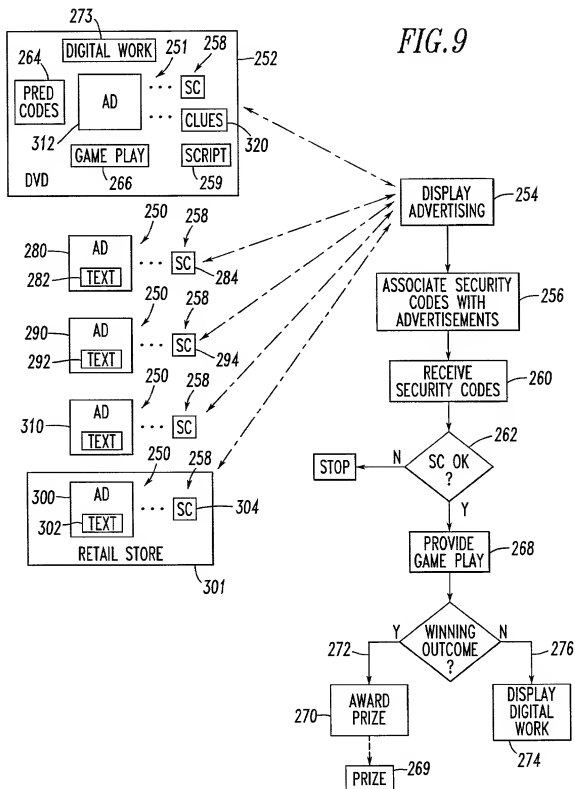 FIG.9
273
DIGITAL WORK
252
264
PRED
CODES
251
258
AD
SC
312
CLUES
320
GAME PLAY
266
SCRIPT
259
DVD
DISPLAY
ADVERTISING
254
280
AD
250
258
282
TEXT
SC
284
ASSOCIATE SECURITY
CODES WITH
ADVERTISEMENTS
256
290
AD
250
258
292
TEXT
SC
294
RECEIVE
SECURITY CODES
260
310
AD
250
258
TEXT
SC
262
SC OK
?
N
STOP
Y
300
AD
250
258
302
TEXT
SC
304
RETAIL STORE
301
PROVIDE
GAME PLAY
268
WINNING
OUTCOME
?
Y
N
272
276
270
AWARD
PRIZE
DISPLAY
DIGITAL
WORK
274
PRIZE
269